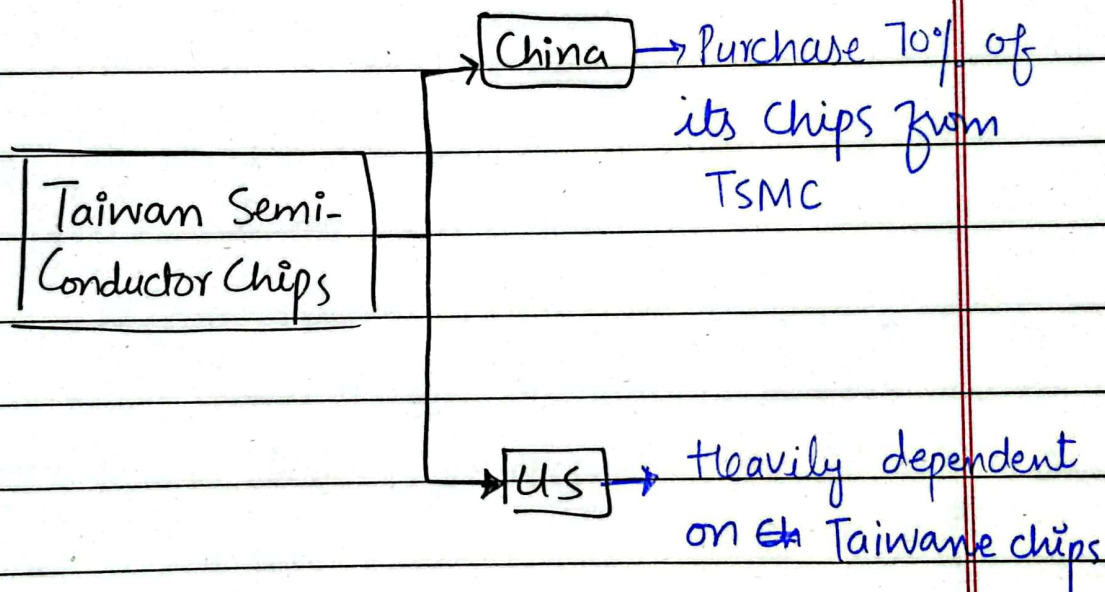 China → Purchase 70% of
its Chips from
TSMC
Taiwan Semi-
Conductor Chips
US → Heavily dependent
on Taiwane chips